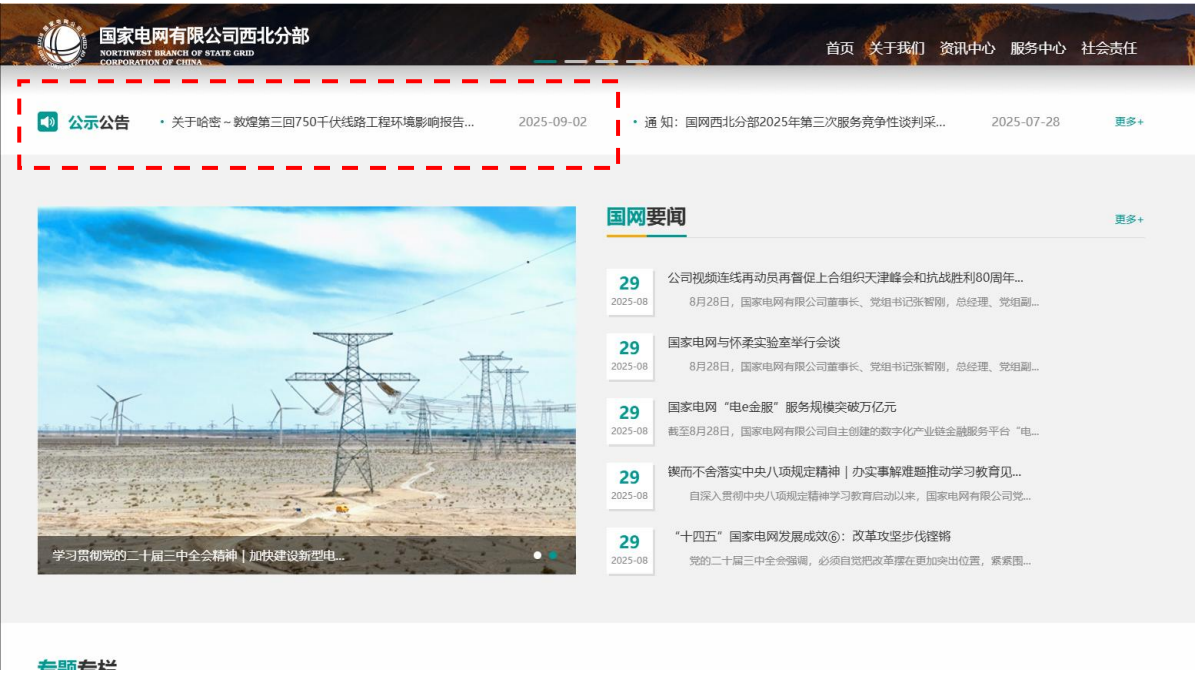 国家电网有限公司西北分部
NORTHWEST BRANCH OF STATE GRID
CORPORATION OF CHINA
首页 关于我们 资讯中心 服务中心 社会责任
公示公告
· 关于哈密～敦煌第三回750千伏线路工程环境影响报告... 2025-09-02
· 通 知：国网西北分部2025年第三次服务竞争性谈判采... 2025-07-28
更多+
学习贯彻党的二十届三中全会精神 | 加快建设新型电...
国网要闻
更多+
29
2025-08
公司视频连线再动员再督促上合组织天津峰会和抗战胜利80周年...
8月28日，国家电网有限公司董事长、党组书记张智刚，总经理、党组副...
29
2025-08
国家电网与怀柔实验室举行会谈
8月28日，国家电网有限公司董事长、党组书记张智刚，总经理、党组副...
29
2025-08
国家电网“电e金服”服务规模突破万亿元
截至8月28日，国家电网有限公司自主创建的数字化产业链金融服务平台“电...
29
2025-08
锲而不舍落实中央八项规定精神 | 办实事解难题推动学习教育见...
自深入贯彻中央八项规定精神学习教育启动以来，国家电网有限公司党...
29
2025-08
“十四五”国家电网发展成效⑥：改革攻坚步伐铿锵
党的二十届三中全会强调，必须自觉把改革摆在更加突出位置，紧紧围...
专题专栏